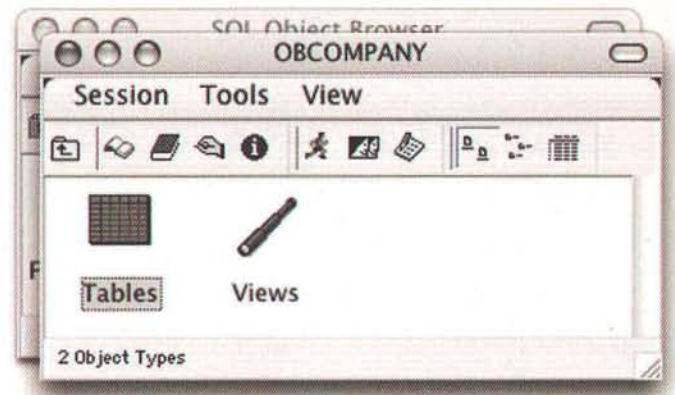 SQL Object Browser
OBCOMPANY
Session Tools View
F
Tables Views
2 Object Types